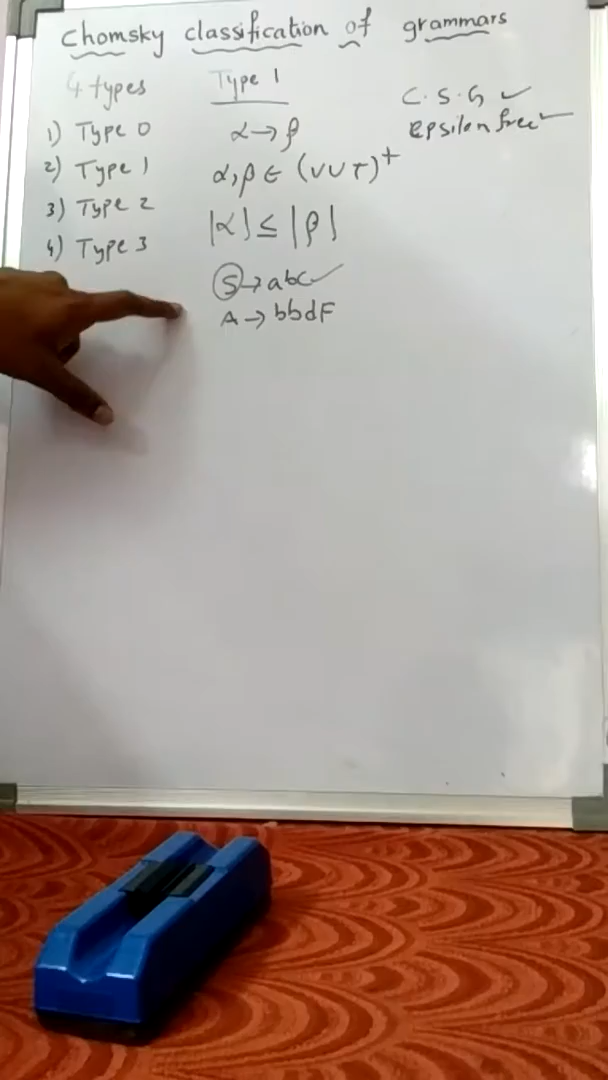 Chomsky classification of grammars
4 types
1) Type 0
2) Type 1
3) Type 2
4) Type 3
Type 1
α→β
α,β ∈ (VUT)⁺
|α| ≤ |β|
S→abc ✓
A→bbdF
C.S.G ✓
Epsilon free ✓